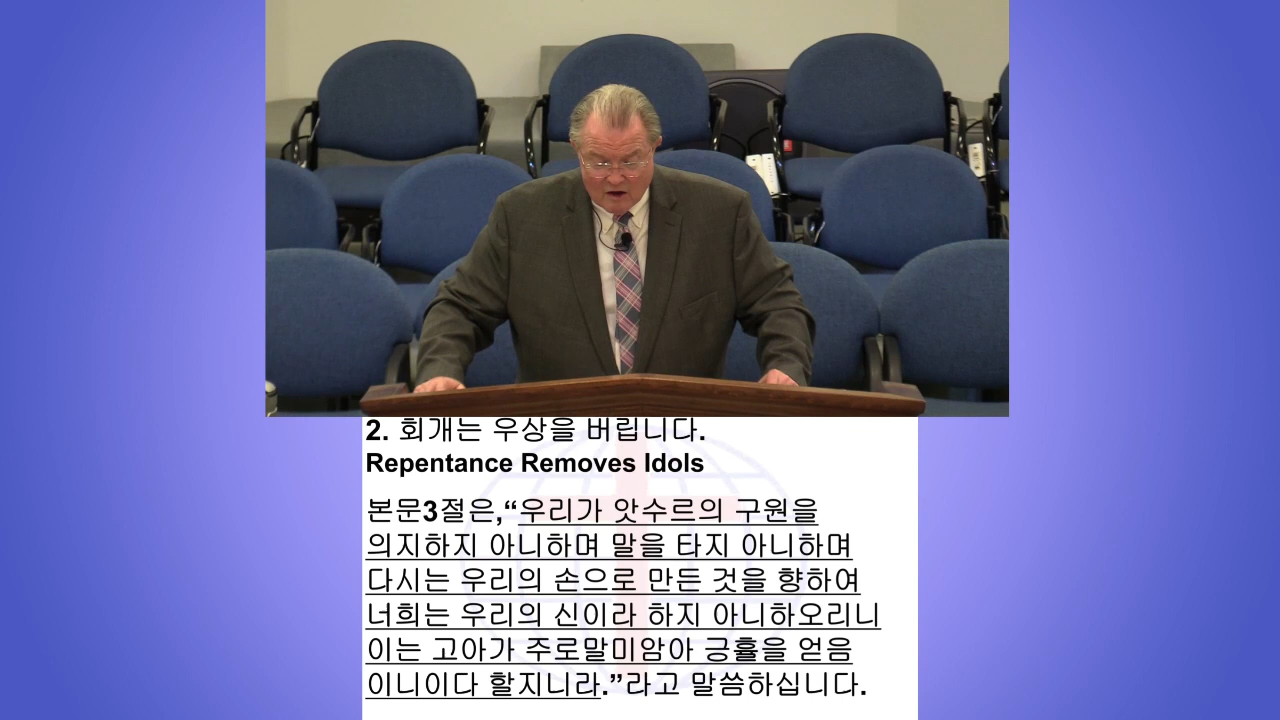 2. 회개는 우상을 버립니다.
Repentance Removes Idols
본문3절은,“우리가 앗수르의 구원을
의지하지 아니하며 말을 타지 아니하며
다시는 우리의 손으로 만든 것을 향하여
너희는 우리의 신이라 하지 아니하오리니
이는 고아가 주로말미암아 긍휼을 얻음
이니이다 할지니라.”라고 말씀하십니다.